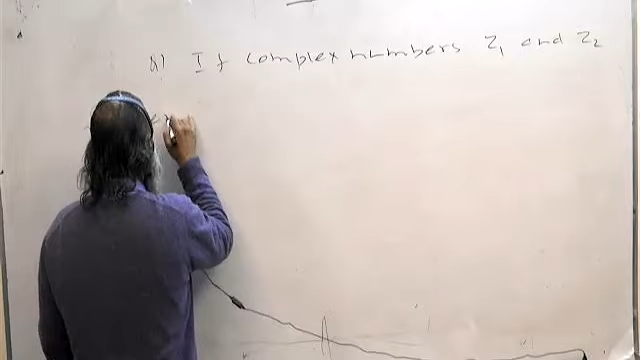 Q) If complex numbers z₁ and z₂